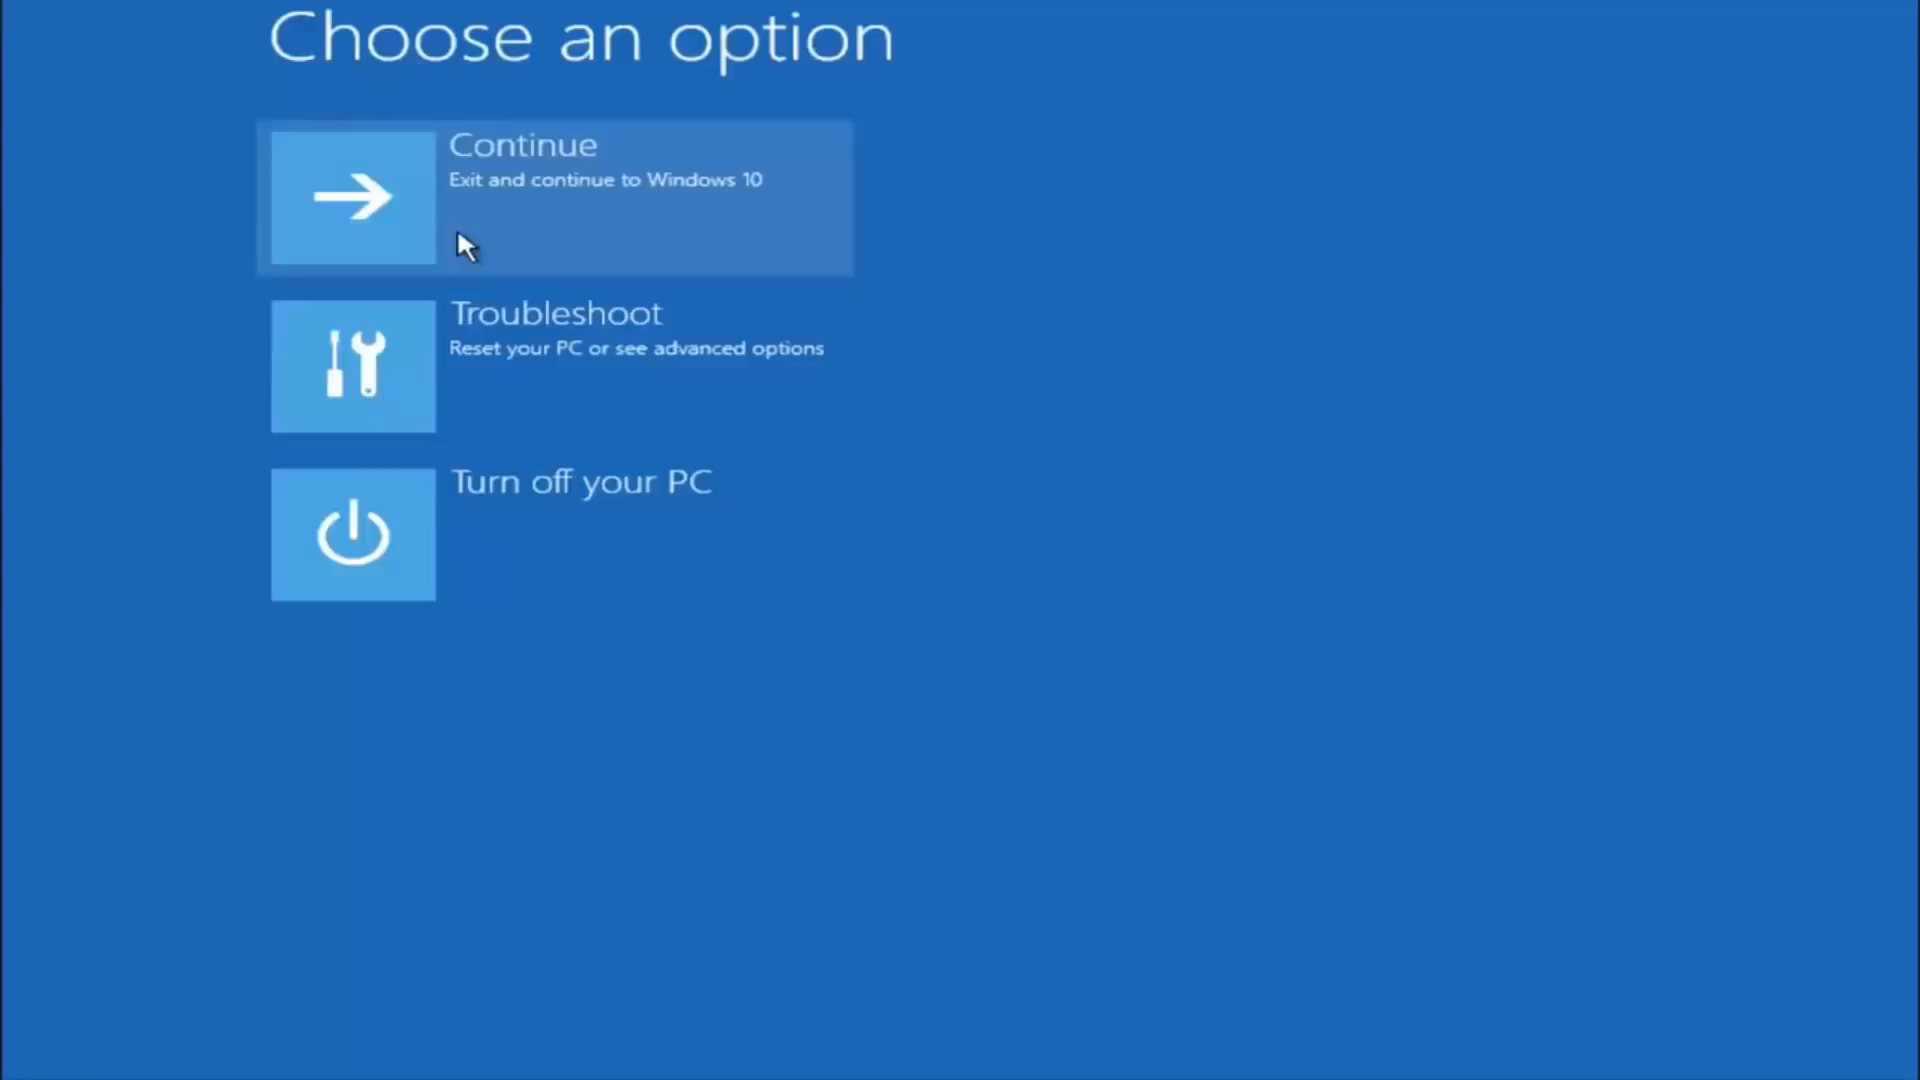 Choose an option
Continue
Exit and continue to Windows 10
Troubleshoot
Reset your PC or see advanced options
Turn off your PC